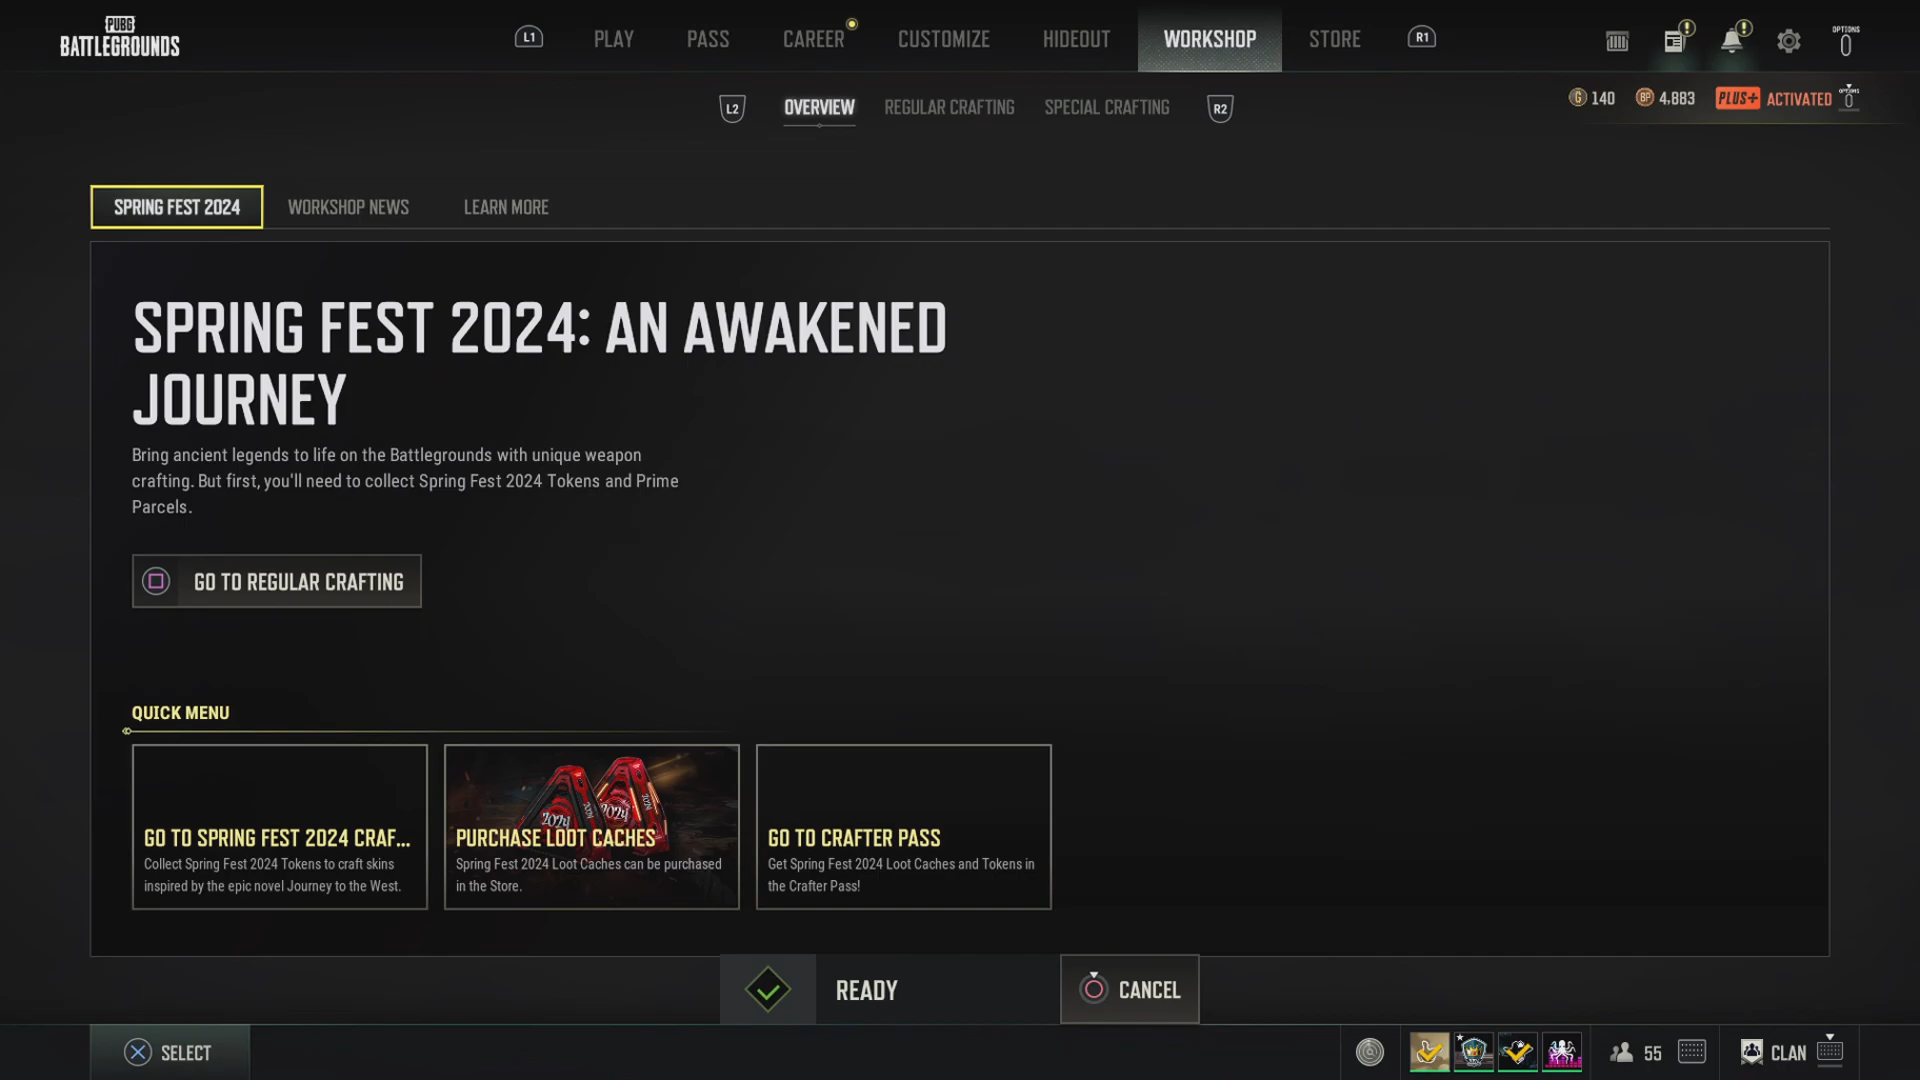 PUBG
BATTLEGROUNDS
L1
PLAY
PASS
CAREER
CUSTOMIZE
HIDEOUT
WORKSHOP
STORE
R1
OPTIONS
L2
OVERVIEW
REGULAR CRAFTING
SPECIAL CRAFTING
R2
G 140
BP 4,883
PLUS+ ACTIVATED
OPTIONS
SPRING FEST 2024
WORKSHOP NEWS
LEARN MORE
SPRING FEST 2024: AN AWAKENED
JOURNEY
Bring ancient legends to life on the Battlegrounds with unique weapon
crafting. But first, you'll need to collect Spring Fest 2024 Tokens and Prime
Parcels.
GO TO REGULAR CRAFTING
QUICK MENU
GO TO SPRING FEST 2024 CRAF...
Collect Spring Fest 2024 Tokens to craft skins
inspired by the epic novel Journey to the West.
2024
2024
PURCHASE LOOT CACHES
Spring Fest 2024 Loot Caches can be purchased
in the Store.
GO TO CRAFTER PASS
Get Spring Fest 2024 Loot Caches and Tokens in
the Crafter Pass!
READY
CANCEL
SELECT
55
CLAN